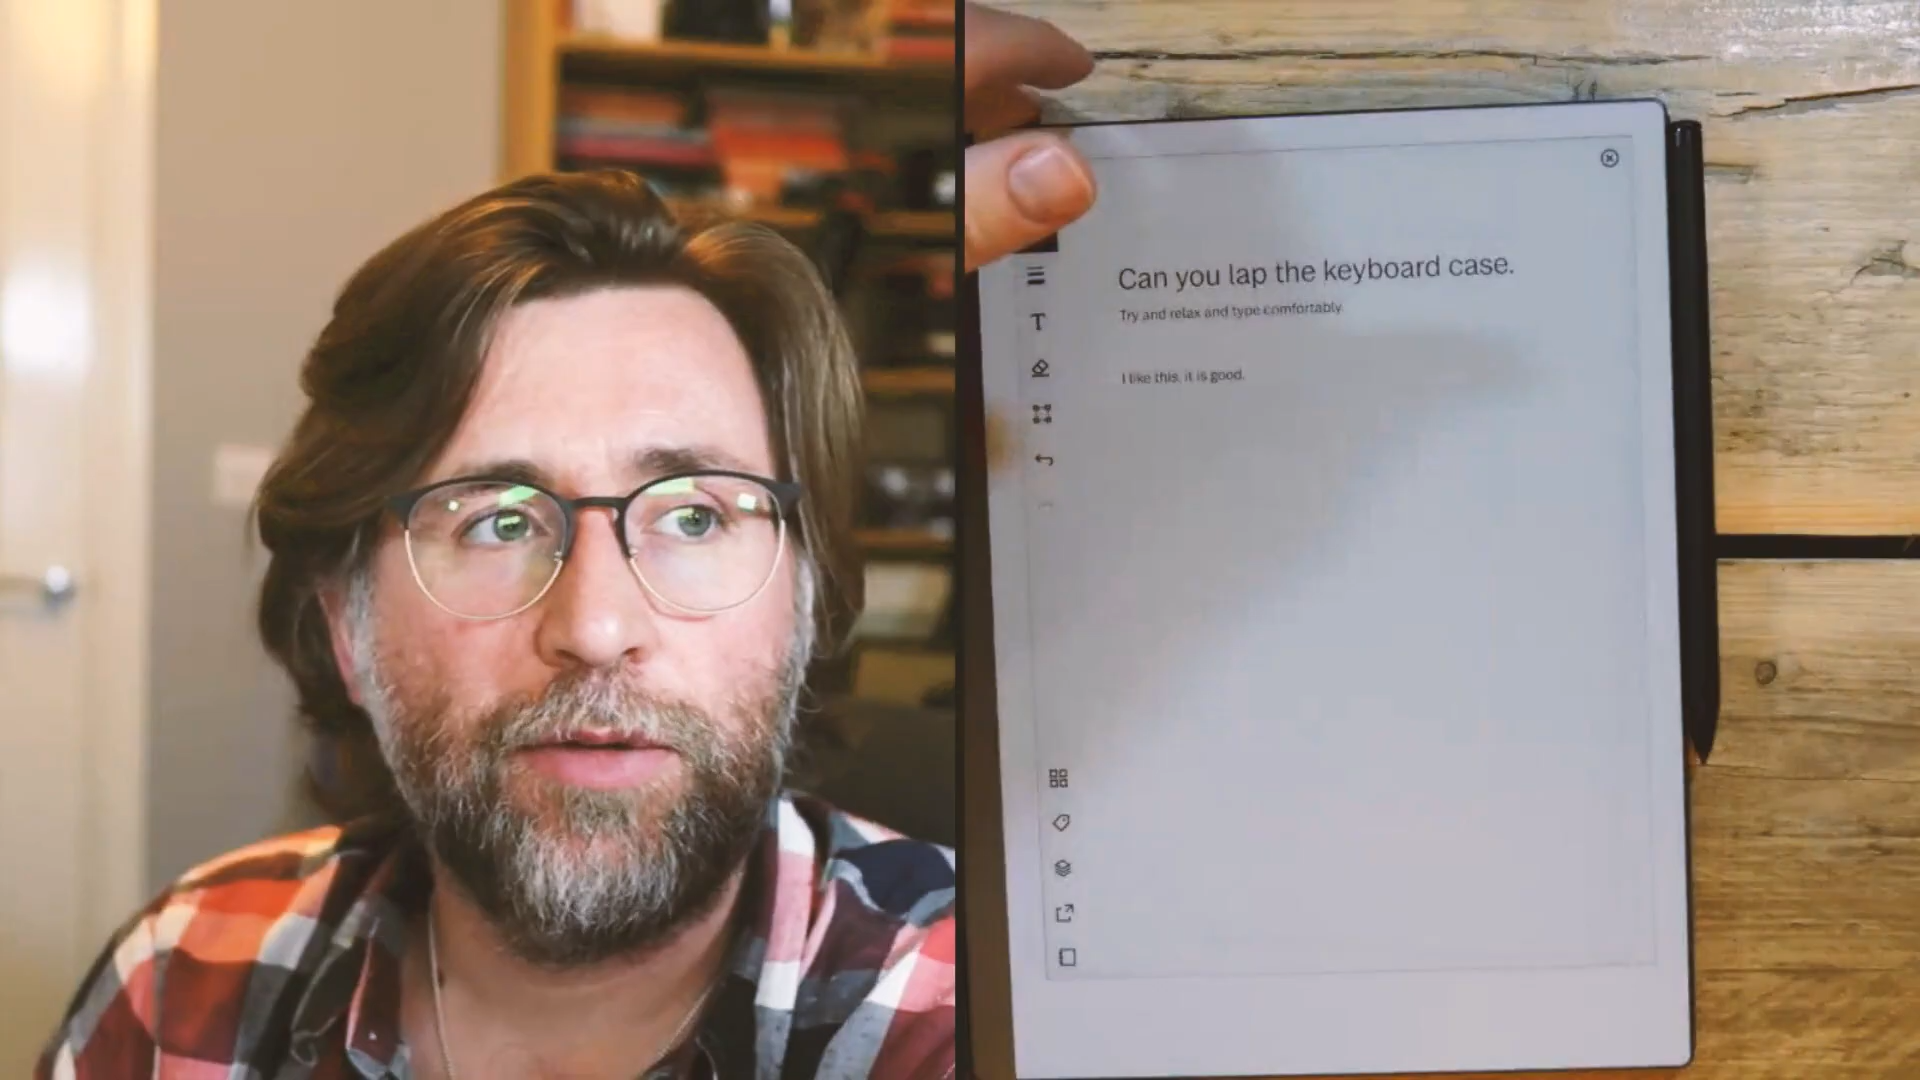 Can you lap the keyboard case.
Try and relax and type comfortably.
T
I like this, it is good.